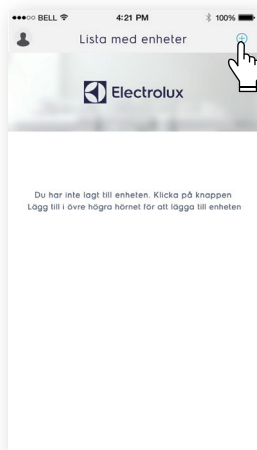 BELL 4:21 PM 100%
Lista med enheter
Electrolux
Du har inte lagt till enheten. Klicka på knappen
Lägg till i övre högra hörnet för att lägga till enheten